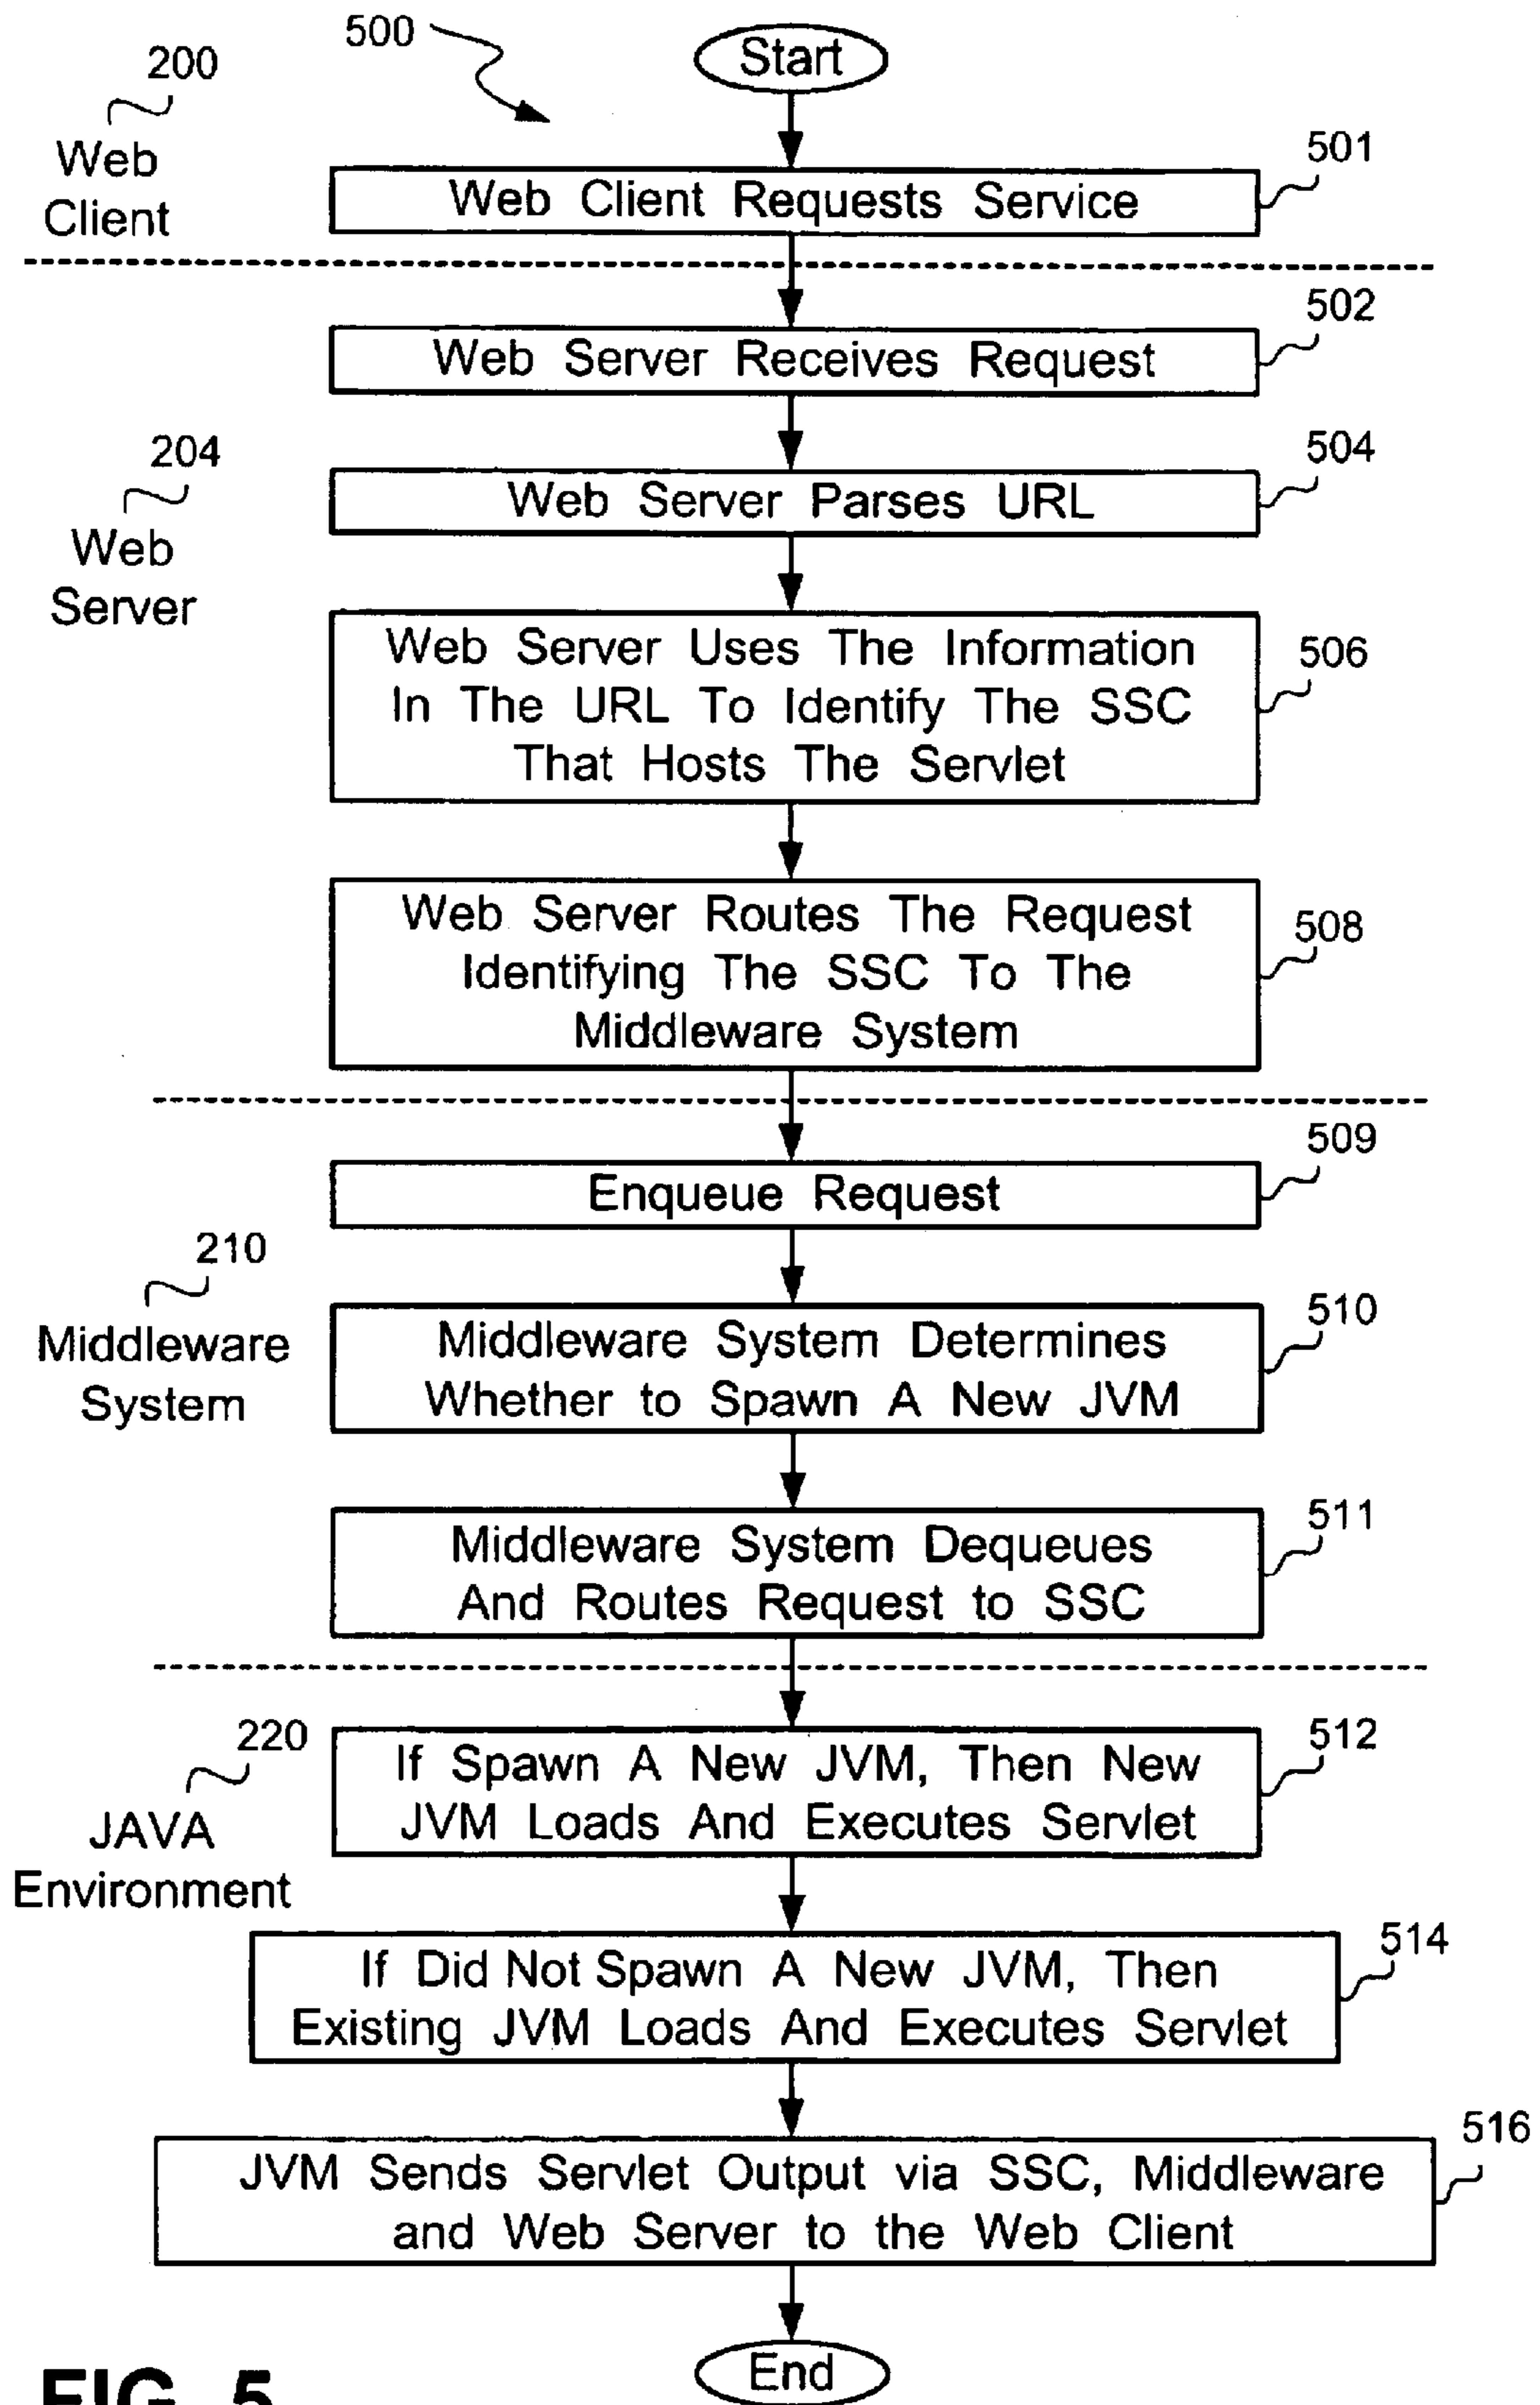 500
Start
200
Web
Client
501
Web Client Requests Service
502
Web Server Receives Request
204
Web
Server
504
Web Server Parses URL
506
Web Server Uses The Information
In The URL To Identify The SSC
That Hosts The Servlet
508
Web Server Routes The Request
Identifying The SSC To The
Middleware System
509
Enqueue Request
210
Middleware
System
510
Middleware System Determines
Whether to Spawn A New JVM
511
Middleware System Dequeues
And Routes Request to SSC
220
JAVA
Environment
512
If Spawn A New JVM, Then New
JVM Loads And Executes Servlet
514
If Did Not Spawn A New JVM, Then
Existing JVM Loads And Executes Servlet
516
JVM Sends Servlet Output via SSC, Middleware
and Web Server to the Web Client
End
FIG. 5